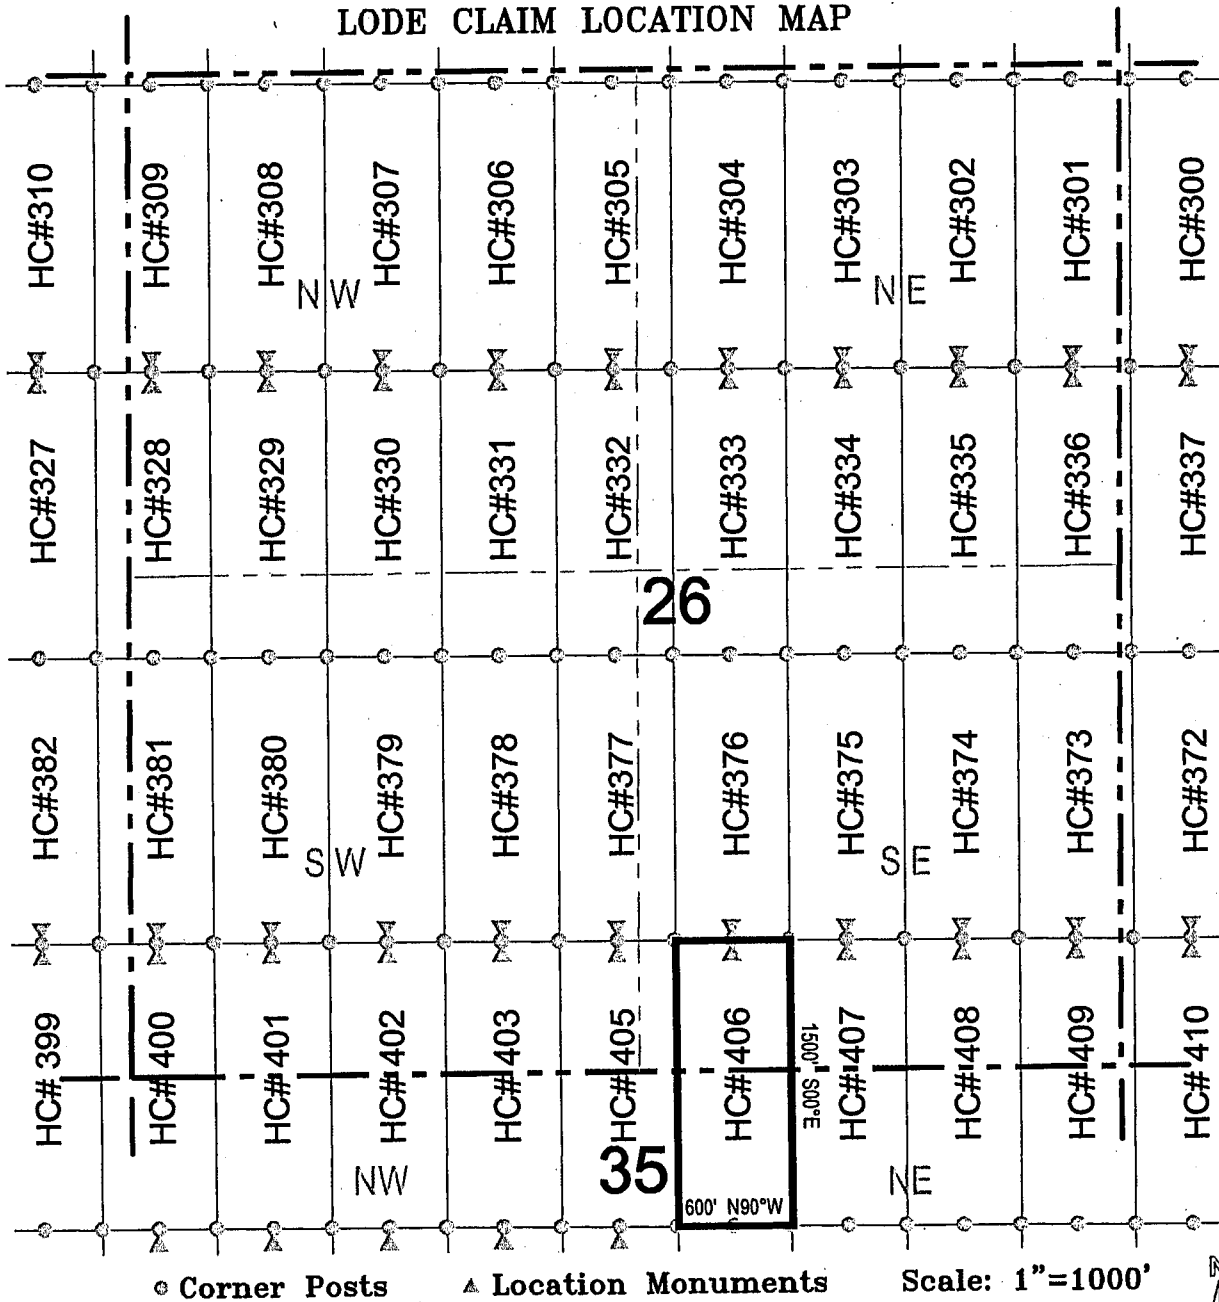 LODE CLAIM LOCATION MAP
HC#310 HC#309 HC#308 HC#307 HC#306 HC#305 HC#304 HC#303 HC#302 HC#301 HC#300
NW NE
HC#327 HC#328 HC#329 HC#330 HC#331 HC#332 HC#333 HC#334 HC#335 HC#336 HC#337
26
HC#382 HC#381 HC#380 HC#379 HC#378 HC#377 HC#376 HC#375 HC#374 HC#373 HC#372
SW SE
HC#399 HC#400 HC#401 HC#402 HC#403 HC#405 HC#406 HC#407 HC#408 HC#409 HC#410
1500' S00°E
35
NW NE
600' N90°W
Corner Posts Location Monuments Scale: 1"=1000'